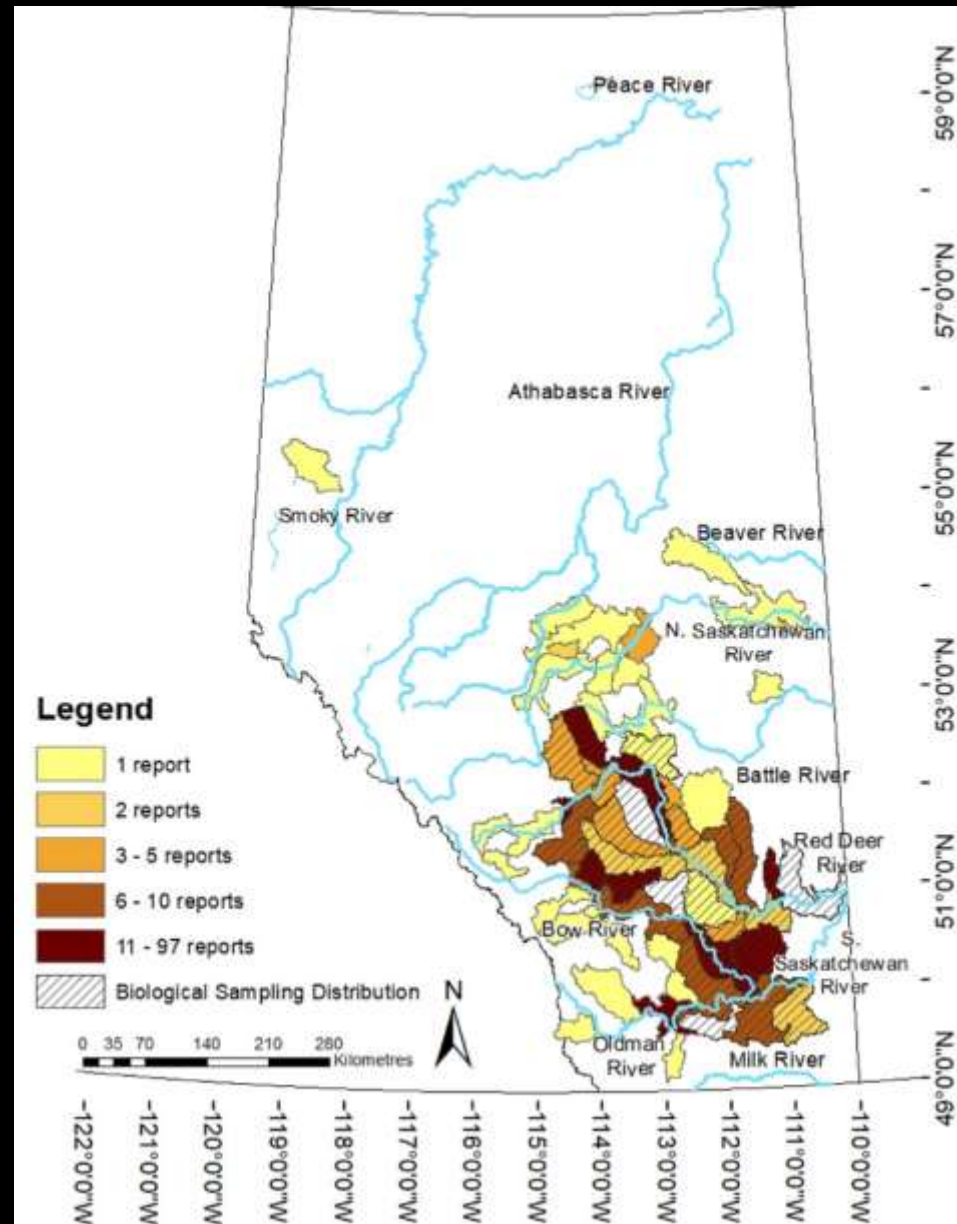 Peace River
59°0'0"N
57°0'0"N
Athabasca River
55°0'0"N
Smoky River
Beaver River
N. Saskatchewan
River
53°0'0"N
Battle River
Red Deer
River
51°0'0"N
Bow River
S.
Saskatchewan
River
Oldman
River
Milk River
49°0'0"N
Legend
1 report
2 reports
3 - 5 reports
6 - 10 reports
11 - 97 reports
Biological Sampling Distribution
N
0 35 70 140 210 280
Kilometres
-122°0'0"W
-121°0'0"W
-120°0'0"W
-119°0'0"W
-118°0'0"W
-117°0'0"W
-116°0'0"W
-115°0'0"W
-114°0'0"W
-113°0'0"W
-112°0'0"W
-111°0'0"W
-110°0'0"W